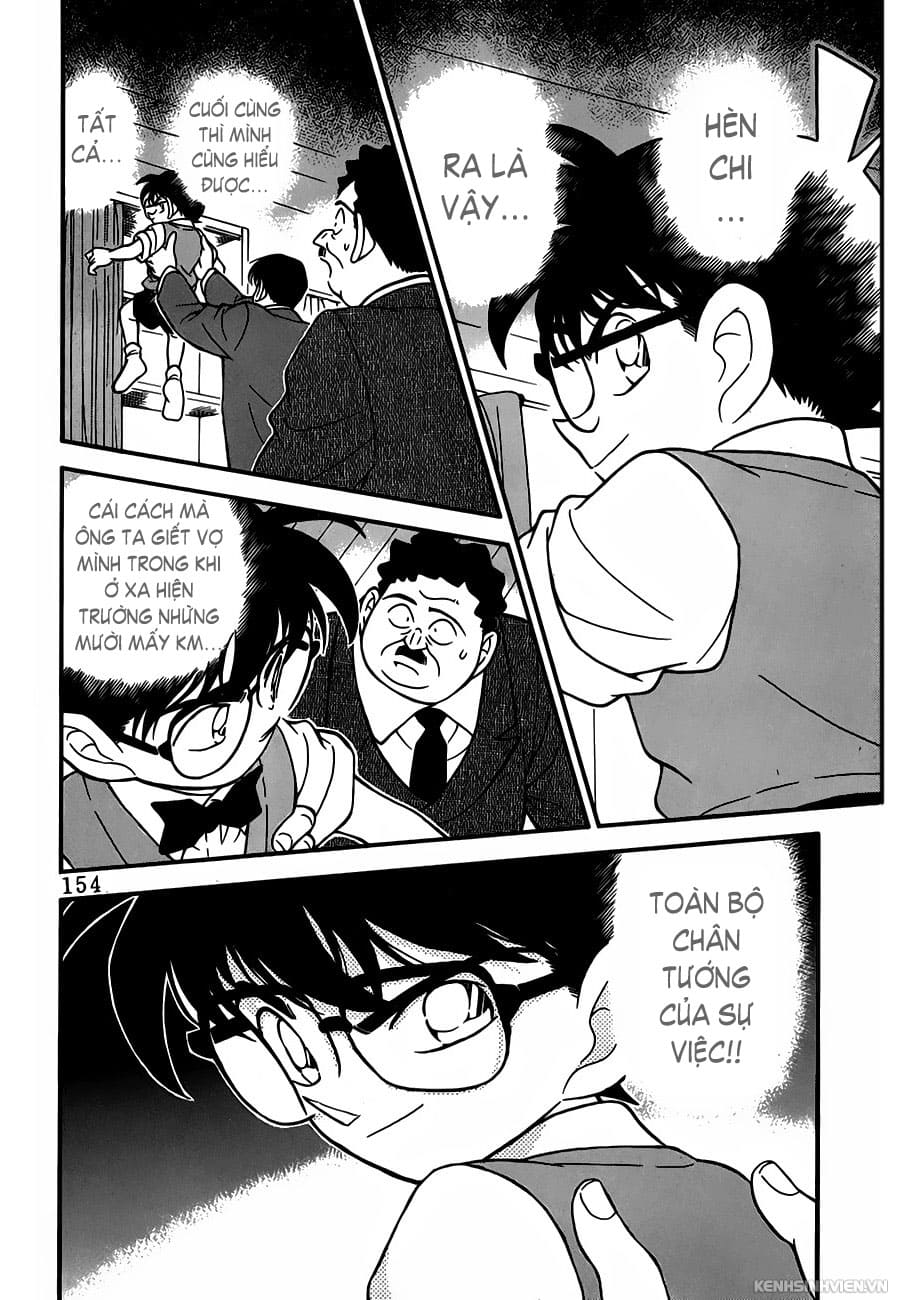 HÈN
CHI
...
RA LÀ
VẬY...
CUỐI CÙNG
THÌ MÌNH
CŨNG HIỂU
ĐƯỢC...
TẤT
CẢ...
CÁI CÁCH MÀ
ÔNG TA GIẾT VỢ
MÌNH TRONG KHI
Ở XA HIỆN
TRƯỜNG NHỮNG
MƯỜI MẤY KM...
154
TOÀN BỘ
CHÂN
TƯỚNG
CỦA SỰ
VIỆC!!
KENHSINHVIEN.VN